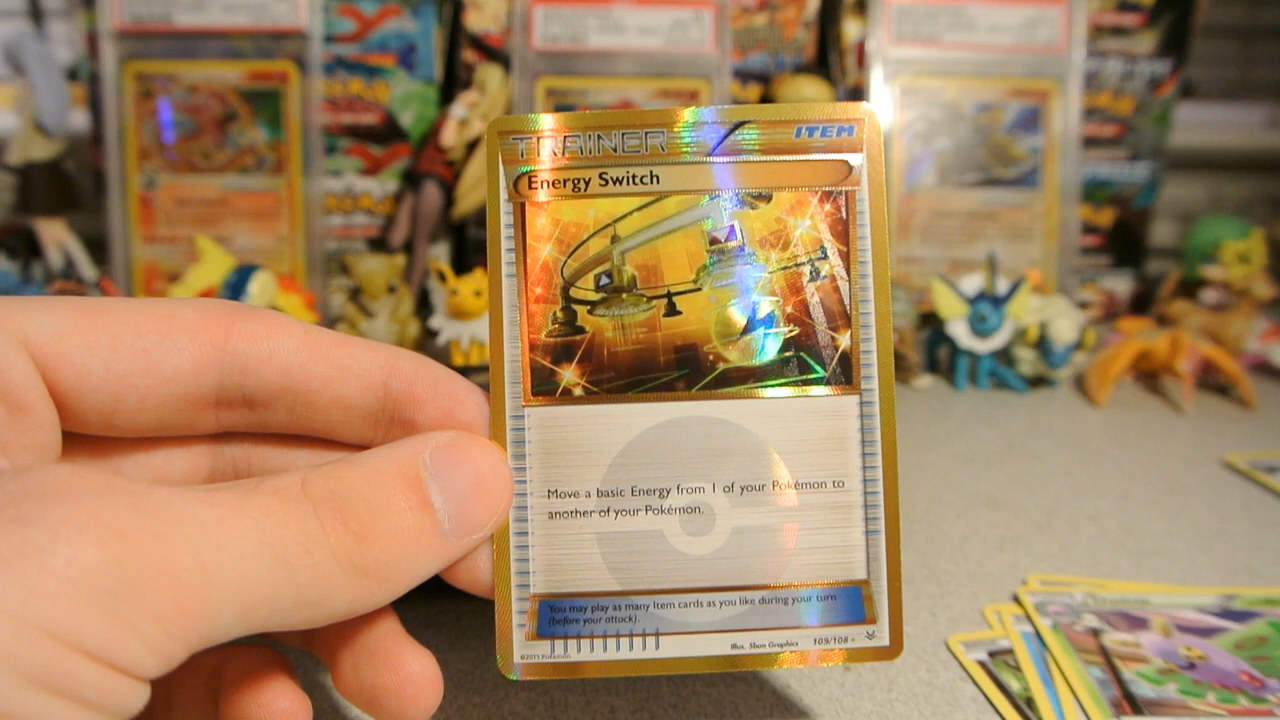 TRAINER
ITEM
Energy Switch
Move a basic Energy from 1 of your Pokémon to
another of your Pokémon.
You may play as many Item cards as you like during your turn
(before your attack).
Illus. 5ban Graphics 109/108
©2015 Pokémon